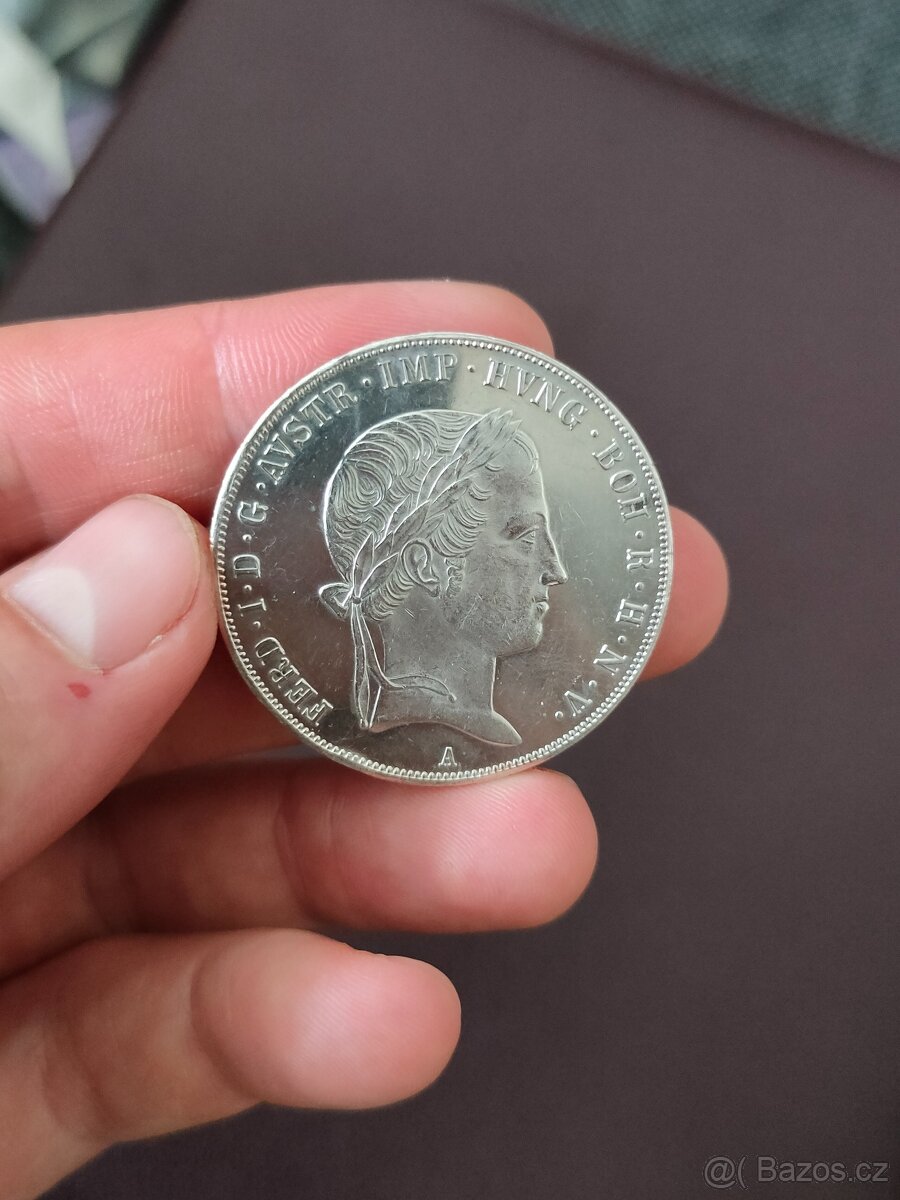 FERD·I·D·G·AVSTR·IMP·HVNG·BOH·R·H·N·V·
A
@( Bazos.cz